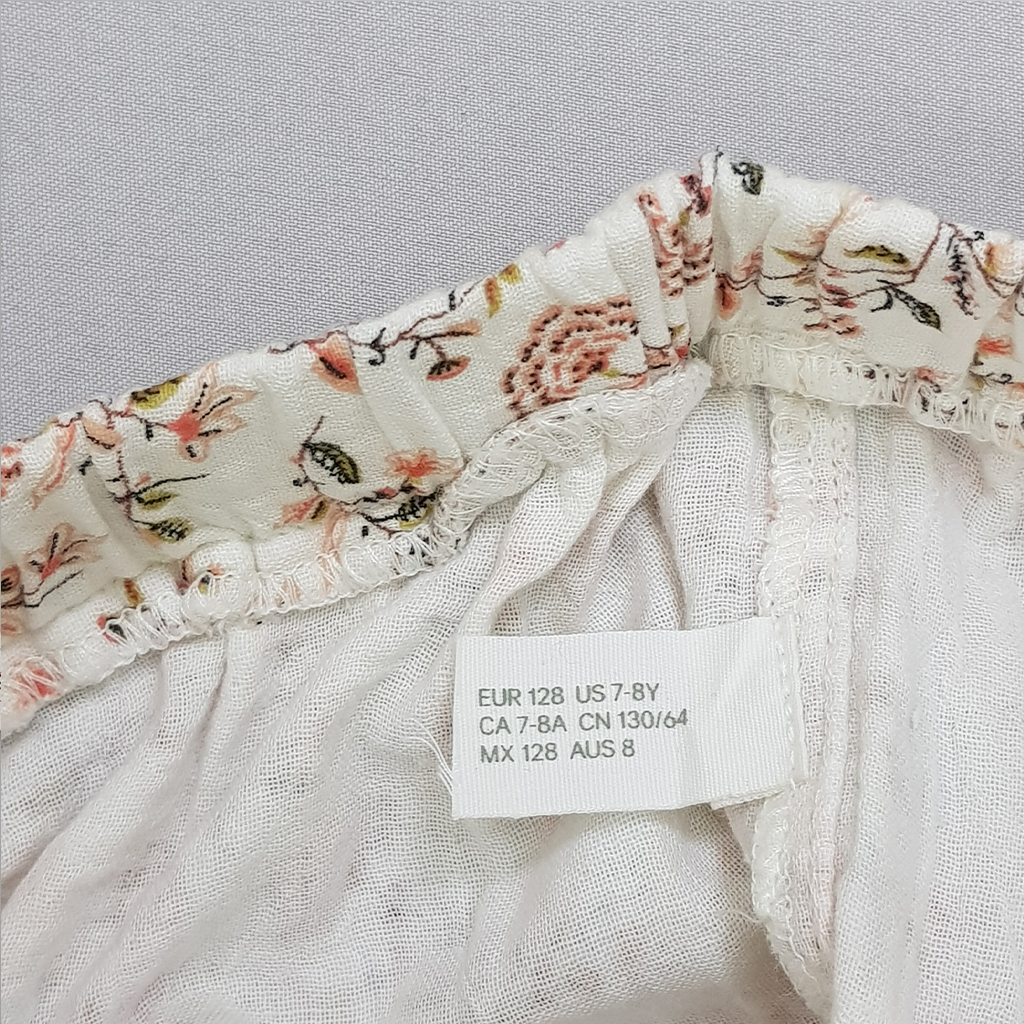 EUR 128 US 7-8Y
CA 7-8A CN 130/64
MX 128 AUS 8